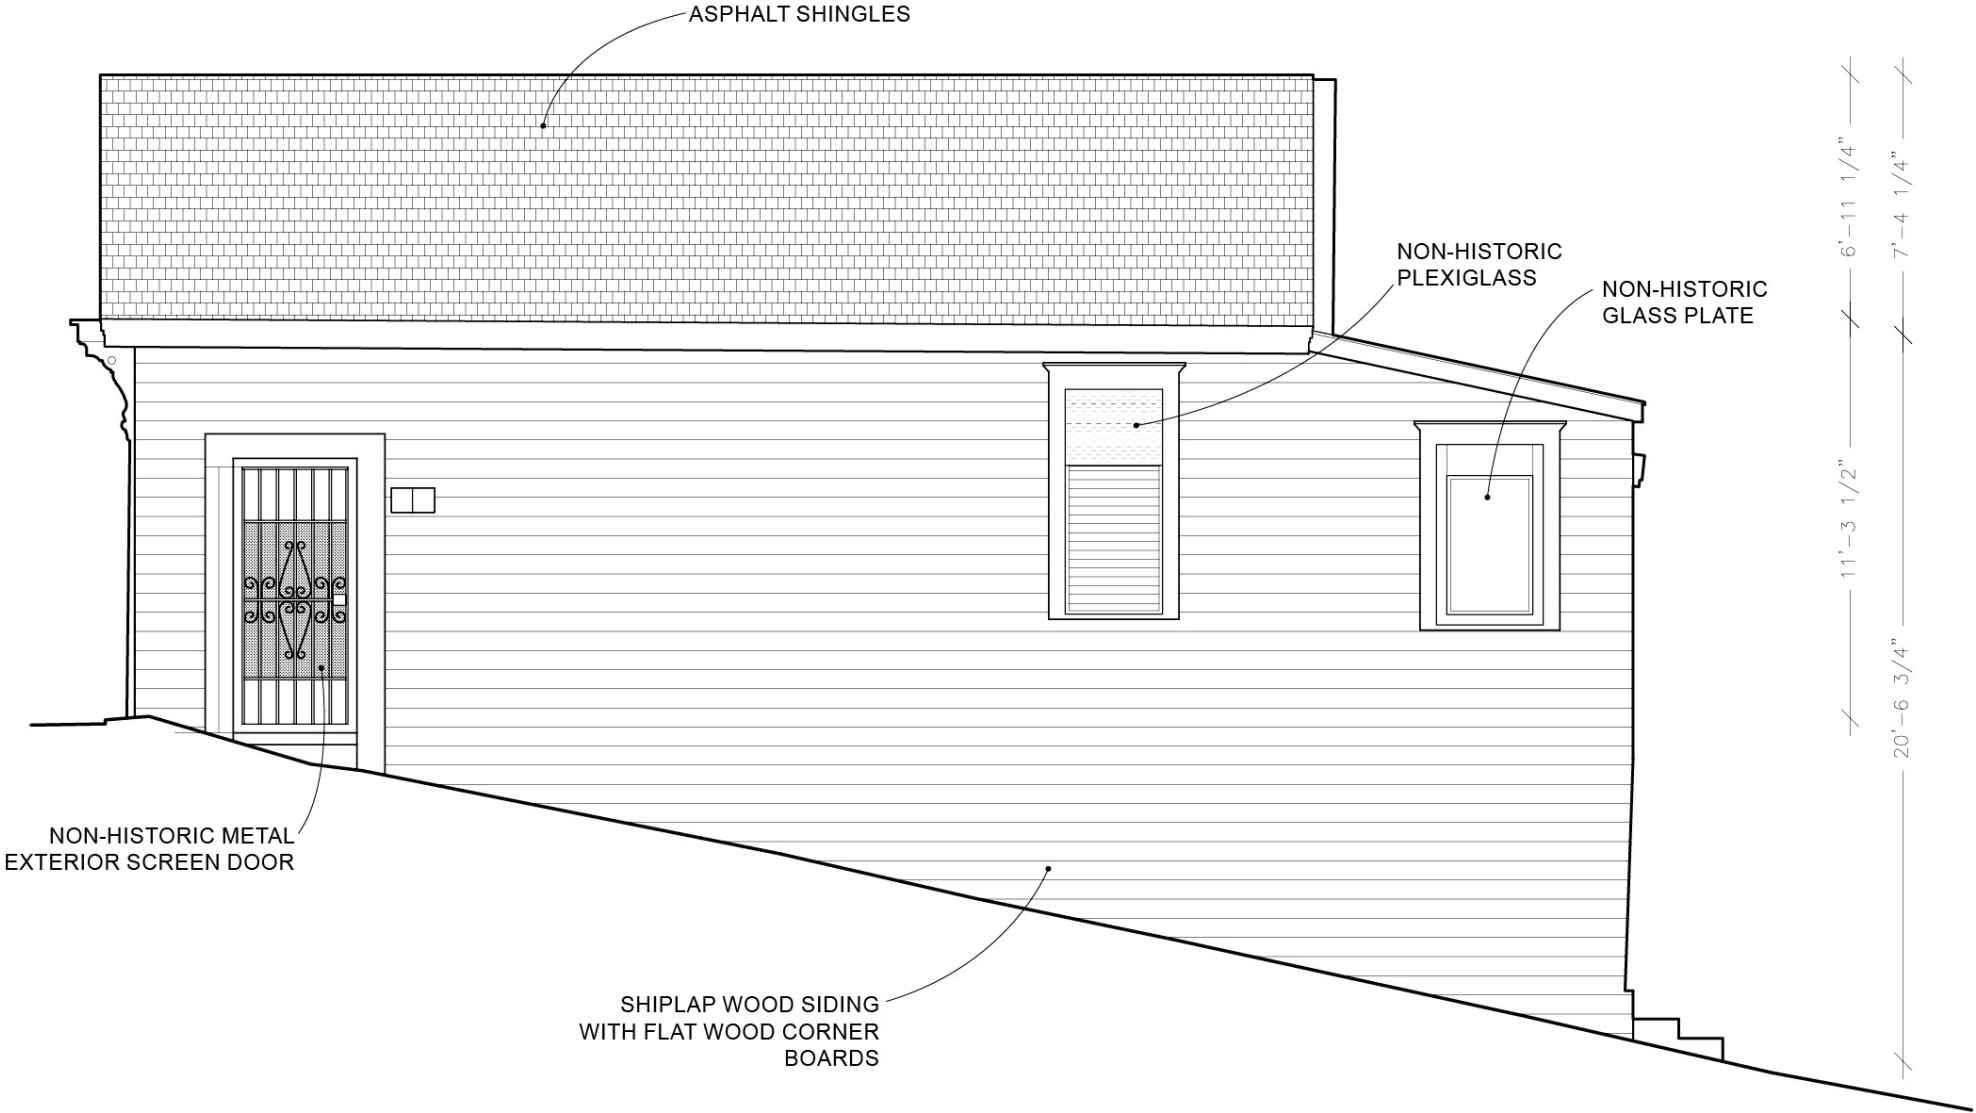 ASPHALT SHINGLES
6'-11 1/4"
7'-4 1/4"
NON-HISTORIC
PLEXIGLASS
NON-HISTORIC
GLASS PLATE
11'-3 1/2"
20'-6 3/4"
NON-HISTORIC METAL
EXTERIOR SCREEN DOOR
SHIPLAP WOOD SIDING
WITH FLAT WOOD CORNER
BOARDS